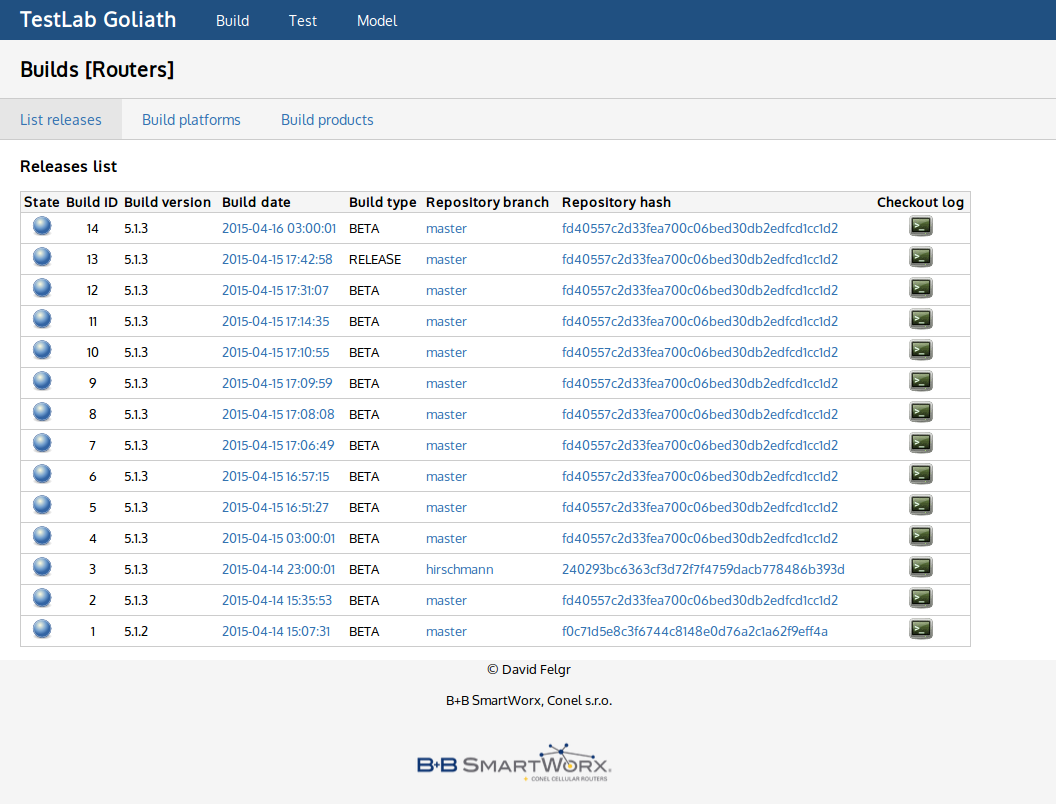 TestLab Goliath Build Test Model
Builds [Routers]
List releases Build platforms Build products
Releases list
State Build ID Build version Build date Build type Repository branch Repository hash Checkout log
14 5.1.3 2015-04-16 03:00:01 BETA master fd40557c2d33fea700c06bed30db2edfcd1cc1d2 >_
13 5.1.3 2015-04-15 17:42:58 RELEASE master fd40557c2d33fea700c06bed30db2edfcd1cc1d2 >_
12 5.1.3 2015-04-15 17:31:07 BETA master fd40557c2d33fea700c06bed30db2edfcd1cc1d2 >_
11 5.1.3 2015-04-15 17:14:35 BETA master fd40557c2d33fea700c06bed30db2edfcd1cc1d2 >_
10 5.1.3 2015-04-15 17:10:55 BETA master fd40557c2d33fea700c06bed30db2edfcd1cc1d2 >_
9 5.1.3 2015-04-15 17:09:59 BETA master fd40557c2d33fea700c06bed30db2edfcd1cc1d2 >_
8 5.1.3 2015-04-15 17:08:08 BETA master fd40557c2d33fea700c06bed30db2edfcd1cc1d2 >_
7 5.1.3 2015-04-15 17:06:49 BETA master fd40557c2d33fea700c06bed30db2edfcd1cc1d2 >_
6 5.1.3 2015-04-15 16:57:15 BETA master fd40557c2d33fea700c06bed30db2edfcd1cc1d2 >_
5 5.1.3 2015-04-15 16:51:27 BETA master fd40557c2d33fea700c06bed30db2edfcd1cc1d2 >_
4 5.1.3 2015-04-15 03:00:01 BETA master fd40557c2d33fea700c06bed30db2edfcd1cc1d2 >_
3 5.1.3 2015-04-14 23:00:01 BETA hirschmann 240293bc6363cf3d72f7f4759dacb778486b393d >_
2 5.1.3 2015-04-14 15:35:53 BETA master fd40557c2d33fea700c06bed30db2edfcd1cc1d2 >_
1 5.1.2 2015-04-14 15:07:31 BETA master f0c71d5e8c3f6744c8148e0d76a2c1a62f9eff4a >_
© David Felgr
B+B SmartWorx, Conel s.r.o.
B+B SMARTWORX.
CONEL CELLULAR ROUTERS